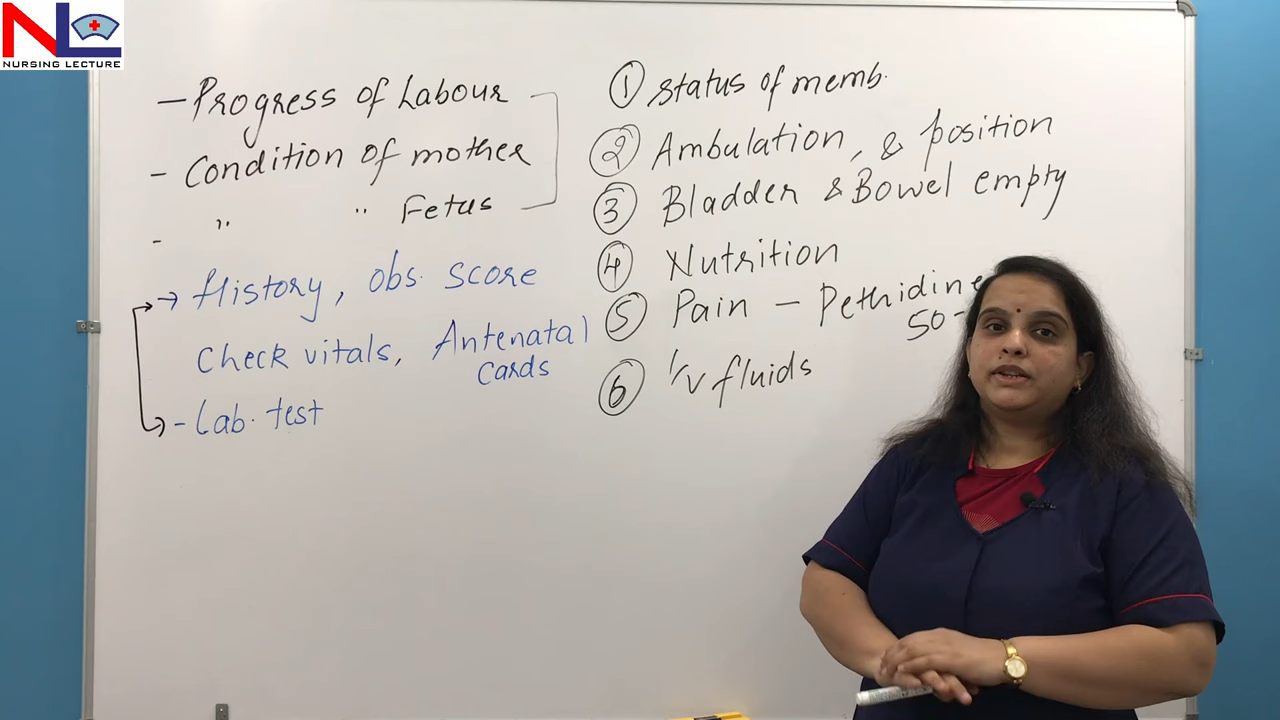 NL
NURSING LECTURE
- Progress of Labour
- Condition of mother
- " " Fetus
→ History, obs. score
Check vitals, Antenatal
cards
- Lab. test
① status of memb.
② Ambulation, & position
③ Bladder & Bowel empty
④ Nutrition
⑤ Pain - Pethidine
50-
⑥ I/V fluids